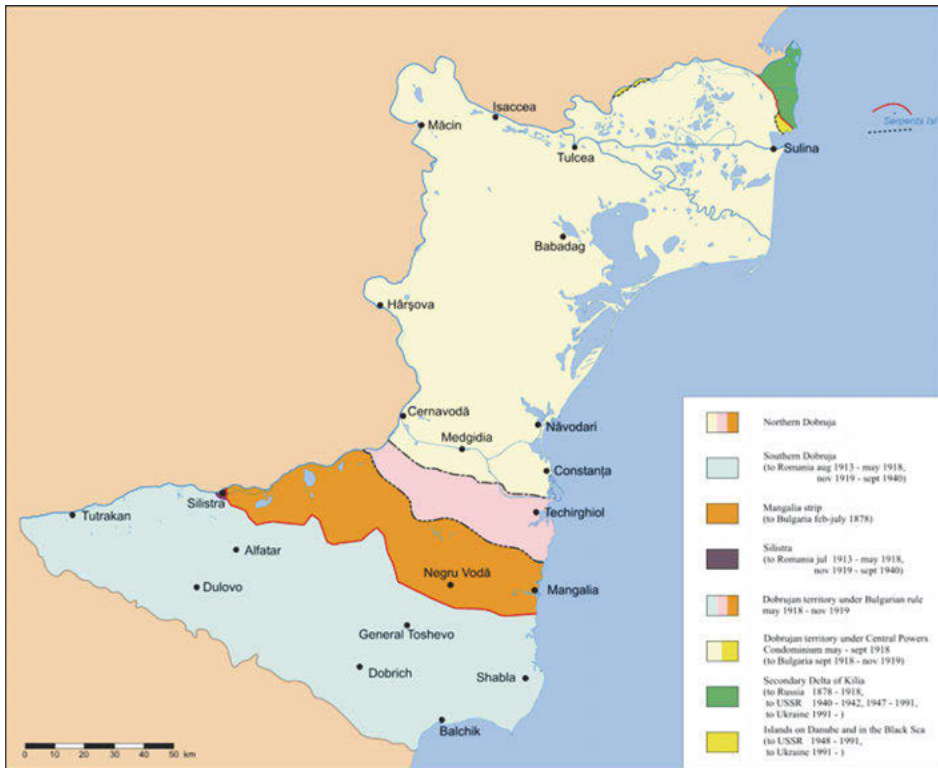 Isaccea
Măcin
Serpents Isl
Tulcea
Sulina
Babadag
Hârşova
Cernavodă
Năvodari
Medgidia
Constanţa
Silistra
Techirghiol
Tutrakan
Alfatar
Negru Vodă
Mangalia
Dulovo
General Toshevo
Dobrich
Shabla
Balchik
0 10 20 30 40 50 km
Northern Dobruja
Southern Dobruja
(to Romania aug 1913 - may 1918,
nov 1919 - sept 1940)
Mangalia strip
(to Bulgaria feb-july 1878)
Silistra
(to Romania jul 1913 - may 1918,
nov 1919 - sept 1940)
Dobrujan territory under Bulgarian rule
may 1918 - nov 1919
Dobrujan territory under Central Powers
Condominium may - sept 1918
(to Bulgaria sept 1918 - nov 1919)
Secondary Delta of Kilia
(to Russia 1878 - 1918,
to USSR 1940 - 1942, 1947 - 1991,
to Ukraine 1991 - )
Islands on Danube and in the Black Sea
(to USSR 1948 - 1991,
to Ukraine 1991 - )